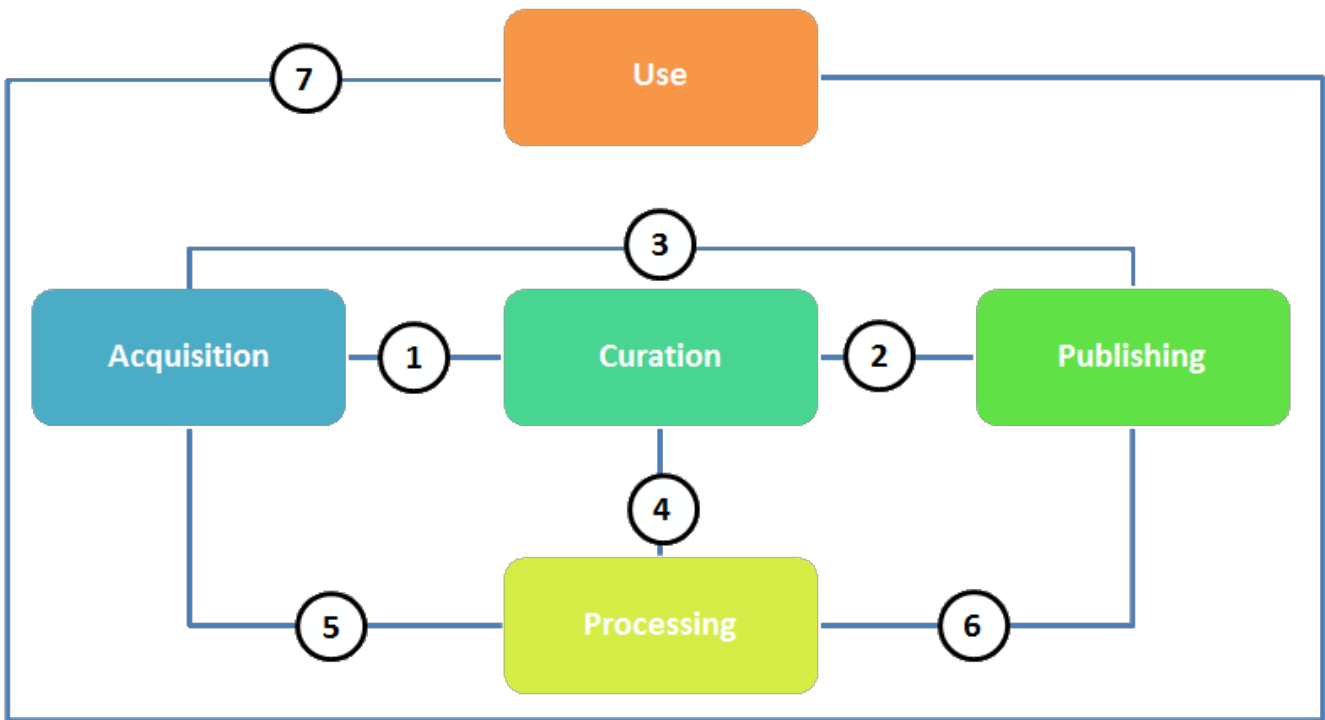 7
Use
3
Acquisition
1
Curation
2
Publishing
4
5
Processing
6